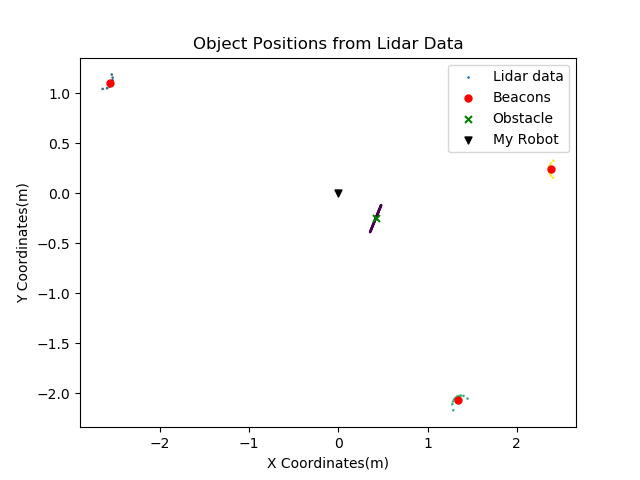 Object Positions from Lidar Data
Lidar data
Beacons
Obstacle
My Robot
1.0
0.5
0.0
−0.5
−1.0
−1.5
−2.0
Y Coordinates(m)
−2
−1
0
1
2
X Coordinates(m)